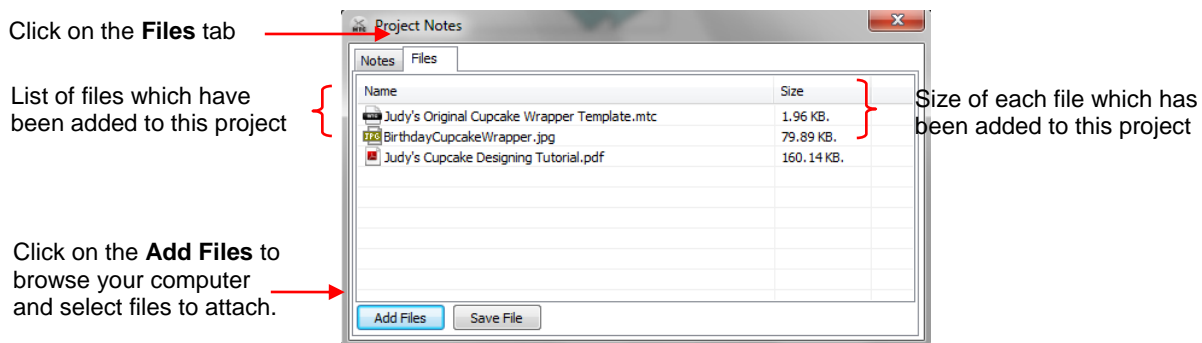 Click on the Files tab
Project Notes
x
Notes Files
List of files which have
been added to this project
Name Size
MTC Judy's Original Cupcake Wrapper Template.mtc 1.96 KB.
JPG BirthdayCupcakeWrapper.jpg 79.89 KB.
Judy's Cupcake Designing Tutorial.pdf 160.14 KB.
Size of each file which has
been added to this project
Click on the Add Files to
browse your computer
and select files to attach.
Add Files Save File